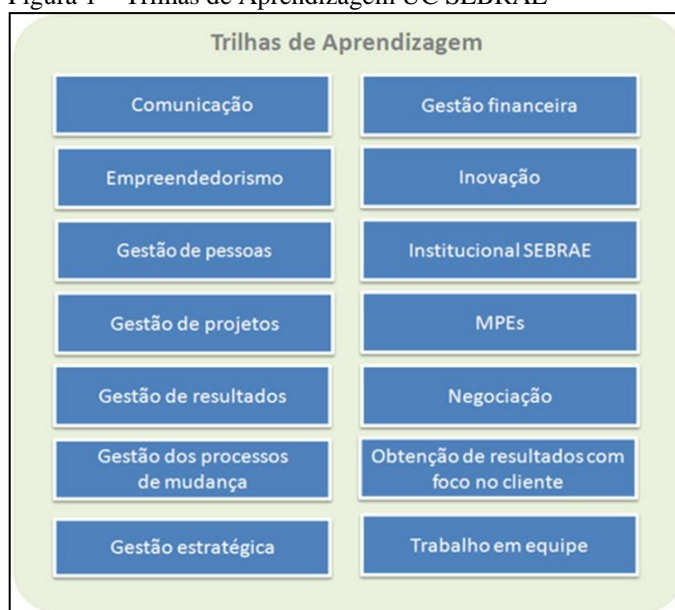 Figura 1 – Trilhas de Aprendizagem UC SEBRAE
Trilhas de Aprendizagem
Comunicação
Gestão financeira
Empreendedorismo
Inovação
Gestão de pessoas
Institucional SEBRAE
Gestão de projetos
MPEs
Gestão de resultados
Negociação
Gestão dos processos
de mudança
Obtenção de resultados com
foco no cliente
Gestão estratégica
Trabalho em equipe